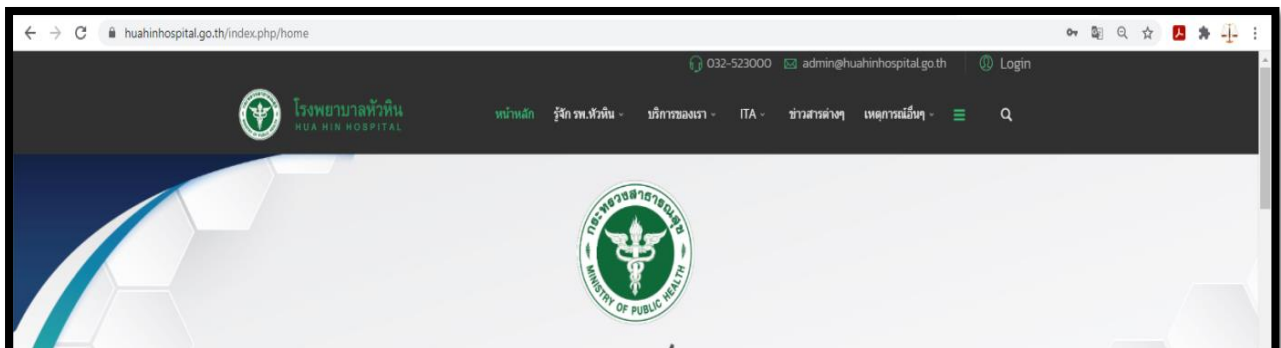 huahinhospital.go.th/index.php/home
032-523000 admin@huahinhospital.go.th Login
โรงพยาบาลหัวหิน
HUA HIN HOSPITAL
หน้าหลัก รู้จัก รพ.หัวหิน บริการของเรา ITA ข่าวสารต่างๆ เหตุการณ์อื่นๆ
กระทรวงสาธารณสุข
MINISTRY OF PUBLIC HEALTH